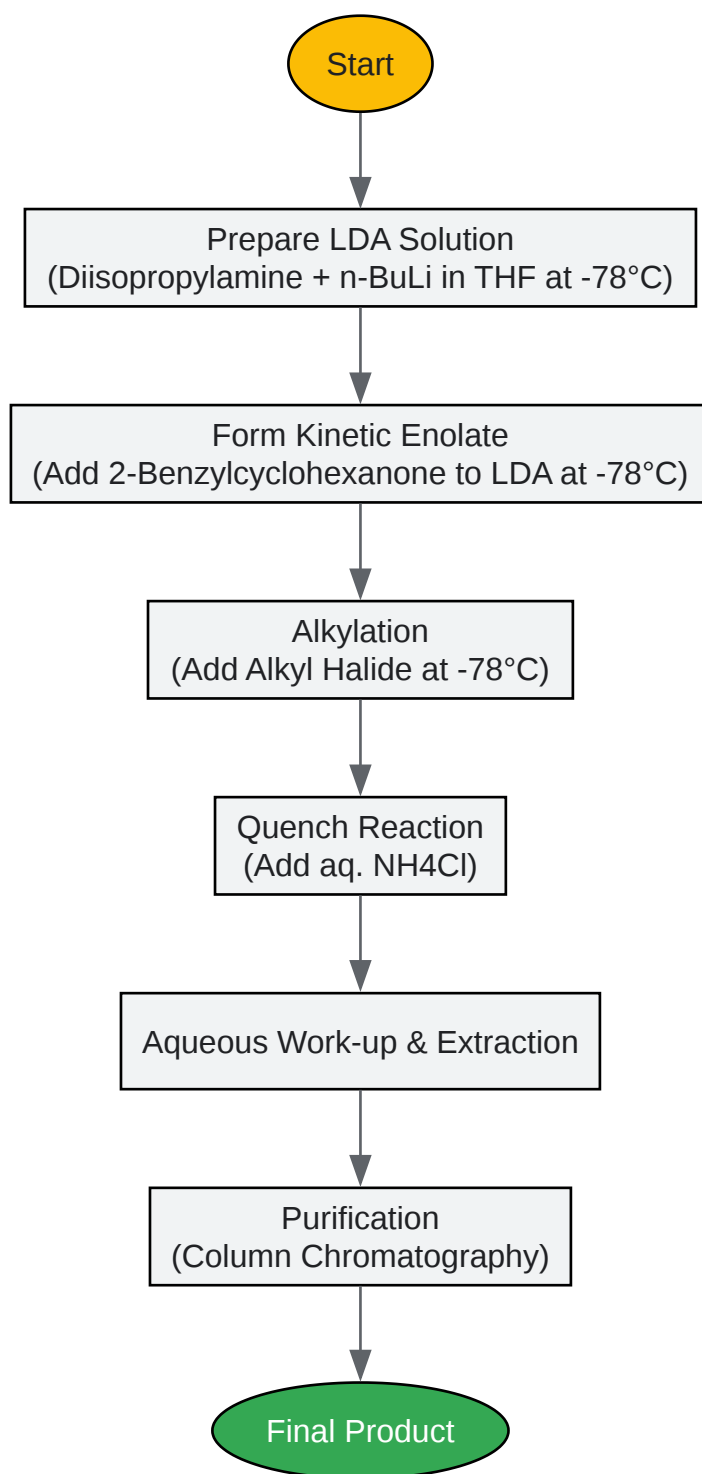 Start
Prepare LDA Solution
(Diisopropylamine + n-BuLi in THF at -78°C)
Form Kinetic Enolate
(Add 2-Benzylcyclohexanone to LDA at -78°C)
Alkylation
(Add Alkyl Halide at -78°C)
Quench Reaction
(Add aq. NH4Cl)
Aqueous Work-up & Extraction
Purification
(Column Chromatography)
Final Product